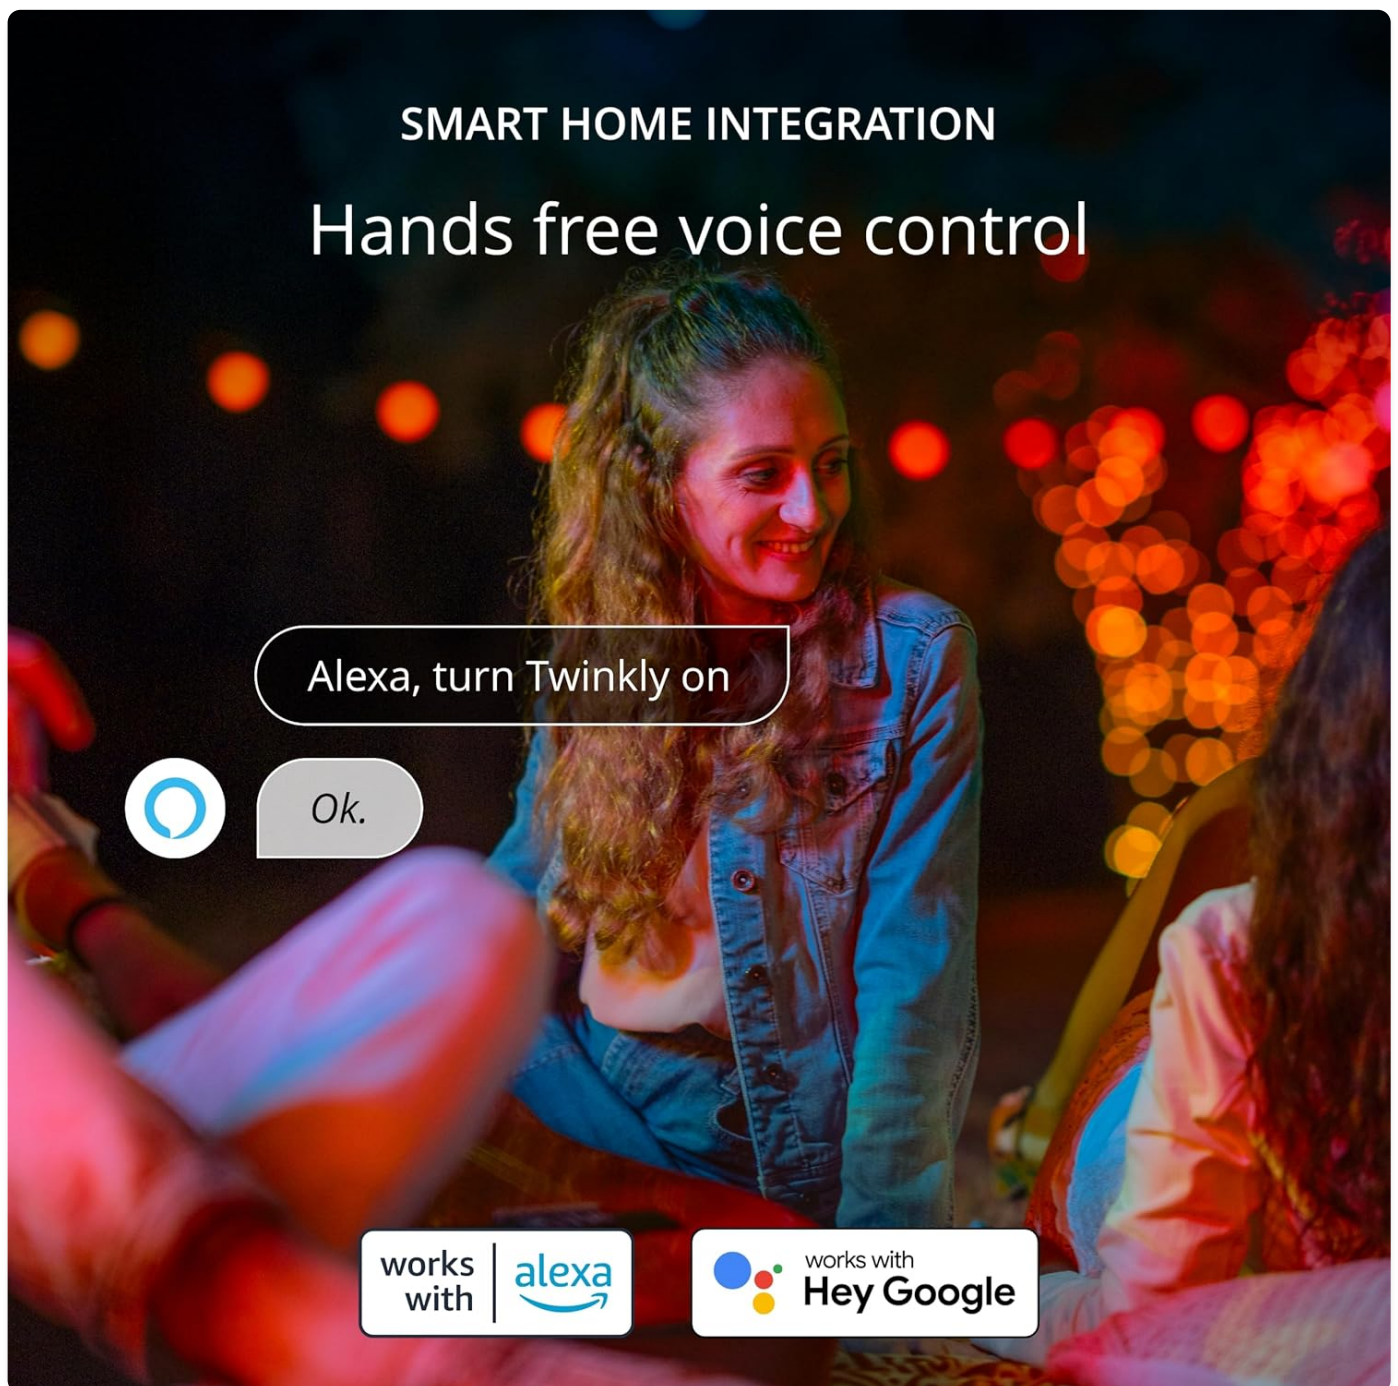 SMART HOME INTEGRATION
Hands free voice control
Alexa, turn Twinkly on
Ok.
works
with
alexa
works with
Hey Google